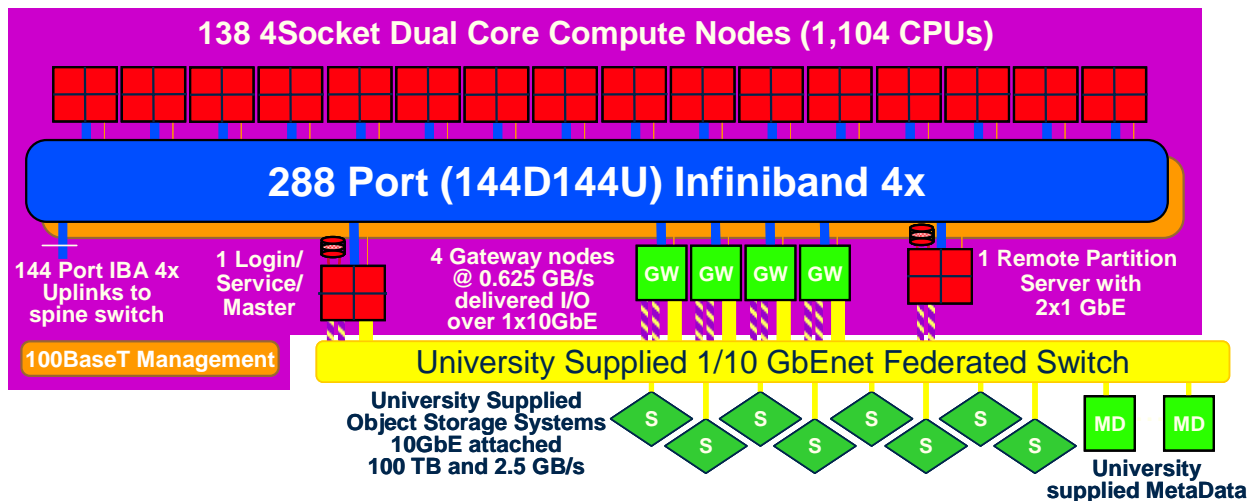 138 4Socket Dual Core Compute Nodes (1,104 CPUs)
288 Port (144D144U) Infiniband 4x
144 Port IBA 4x
Uplinks to
spine switch
1 Login/
Service/
Master
4 Gateway nodes
@ 0.625 GB/s
delivered I/O
over 1x10GbE
GW
GW
GW
GW
1 Remote Partition
Server with
2x1 GbE
100BaseT Management
University Supplied 1/10 GbEnet Federated Switch
University Supplied
Object Storage Systems
10GbE attached
100 TB and 2.5 GB/s
S
S
S
S
S
S
S
S
MD
MD
University
supplied MetaData